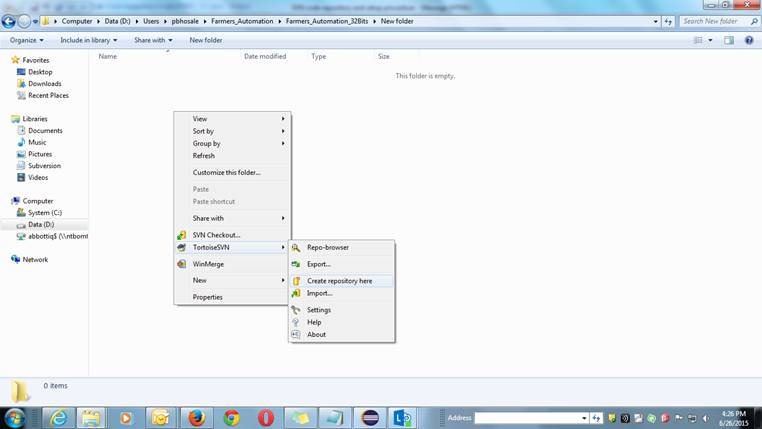 Computer ▸ Data (D:) ▸ Users ▸ pbhosale ▸ Farmers_Automation ▸ Farmers_Automation_32Bits ▸ New folder
Search New folder
Organize Include in library Share with New folder
Name Date modified Type Size
This folder is empty.
Favorites
Desktop
Downloads
Recent Places
Libraries
Documents
Music
Pictures
Subversion
Videos
Computer
System (C:)
Data (D:)
Network
View
Sort by
Group by
Refresh
Customize this folder...
Paste
Paste shortcut
Share with
SVN Checkout...
TortoiseSVN
WinMerge
New
Properties
Repo-browser
Export...
Create repository here
Import...
Settings
Help
About
0 items
Address
4:26 PM
6/26/2015